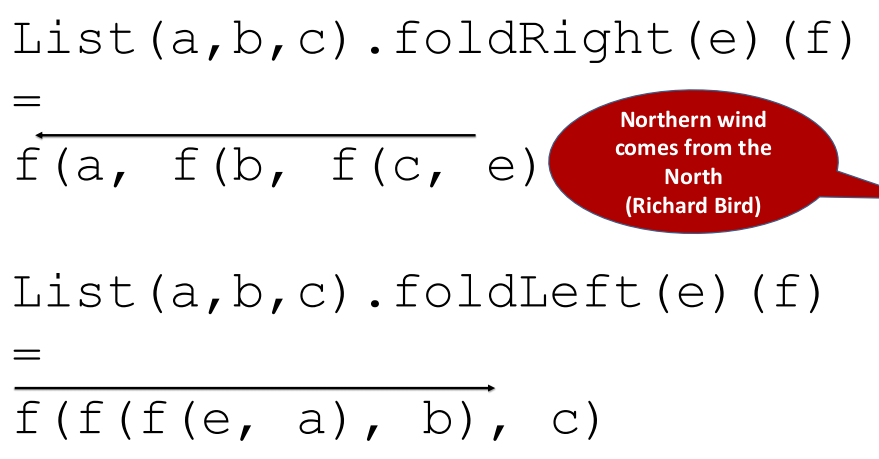 List(a,b,c).foldRight(e)(f)
=
f(a, f(b, f(c, e)
Northern wind
comes from the
North
(Richard Bird)
List(a,b,c).foldLeft(e)(f)
=
f(f(f(e, a), b), c)